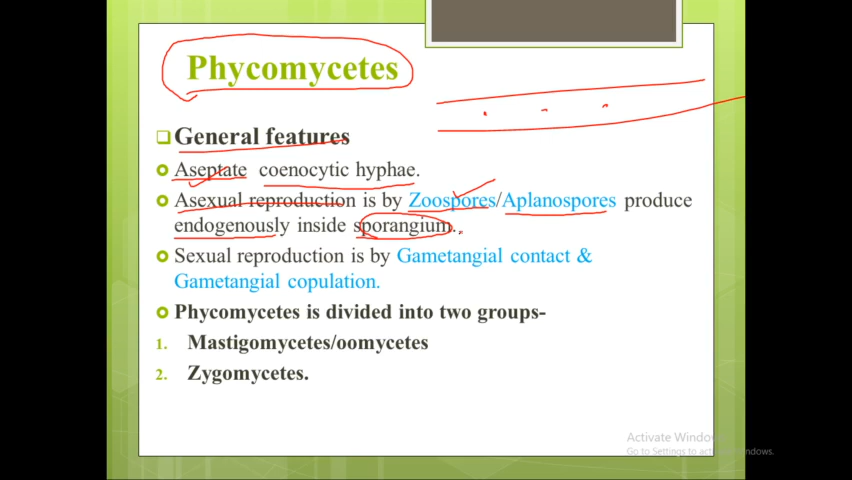 Phycomycetes
General features
Aseptate coenocytic hyphae.
Asexual reproduction is by Zoospores/Aplanospores produce
endogenously inside sporangium.
Sexual reproduction is by Gametangial contact &
Gametangial copulation.
Phycomycetes is divided into two groups-
1. Mastigomycetes/oomycetes
2. Zygomycetes.
Activate Windows
Go to Settings to activate Windows.